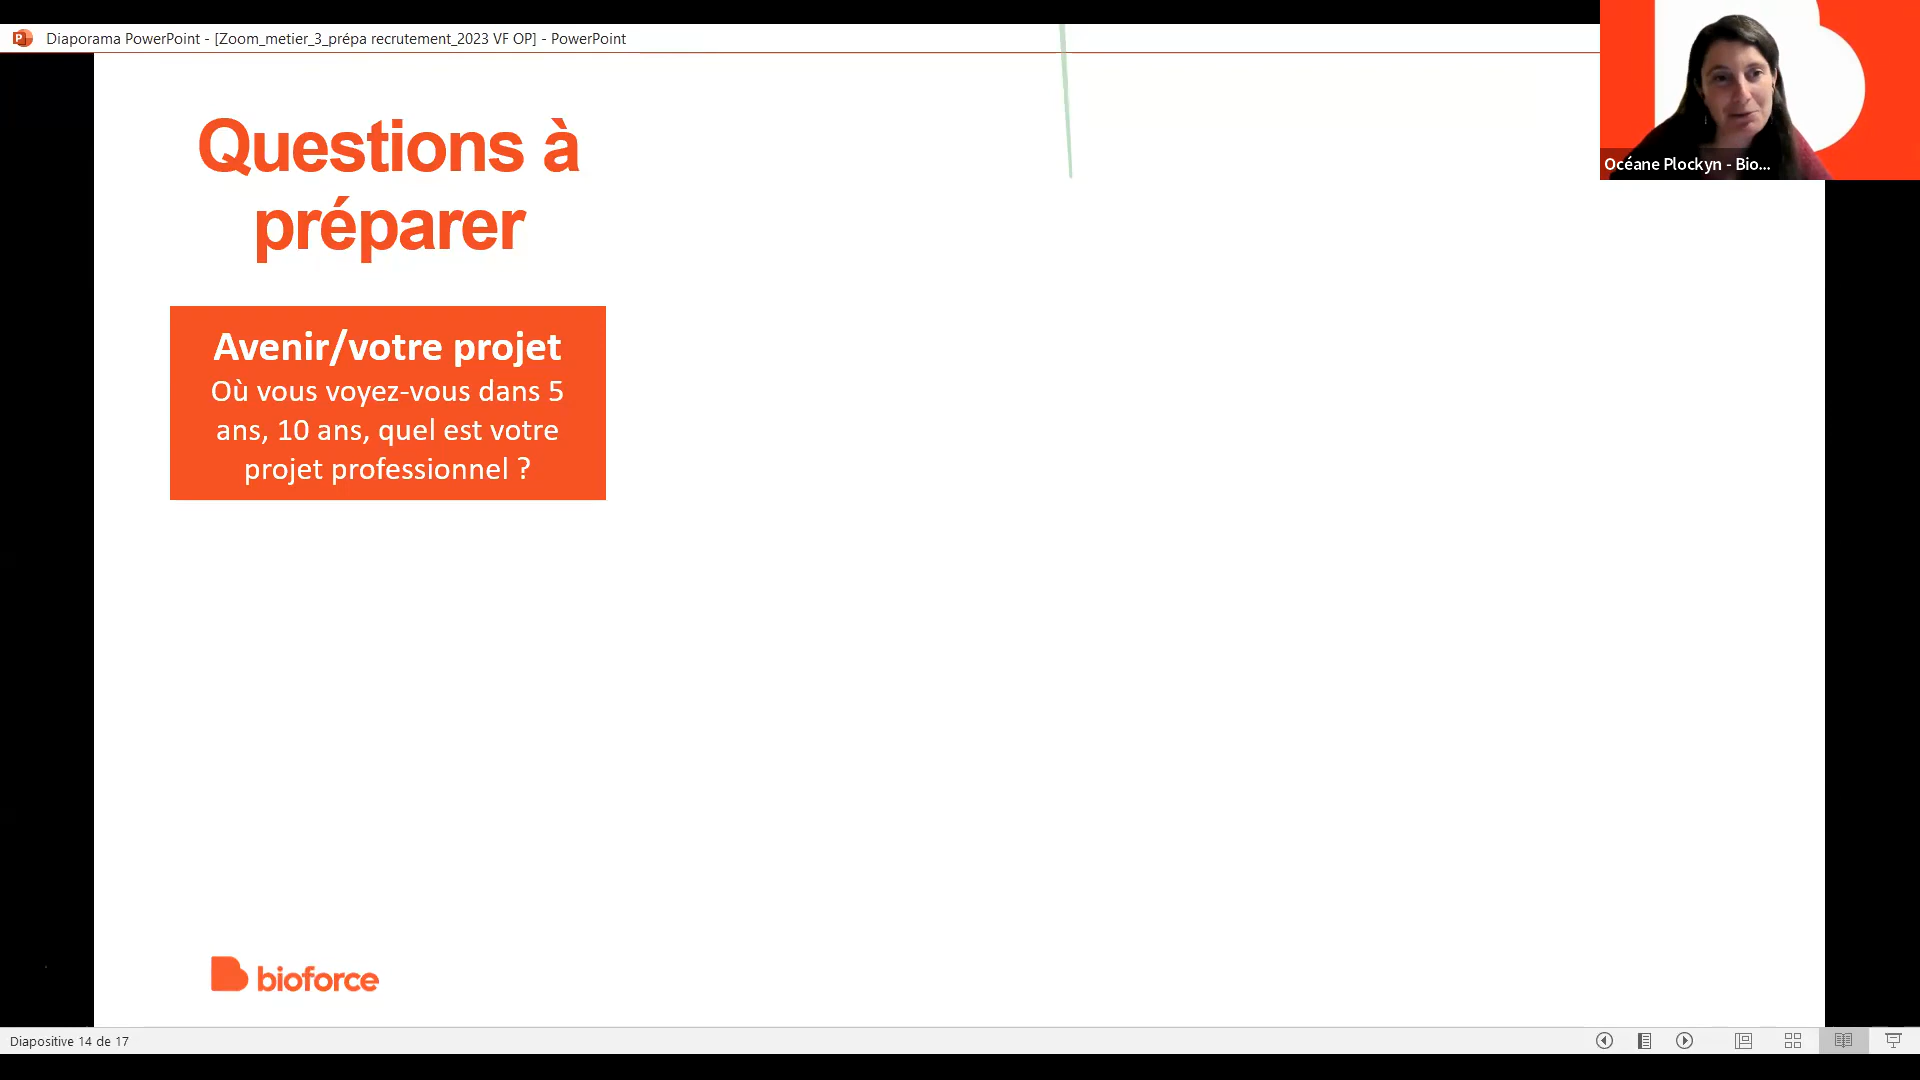 Diaporama PowerPoint - [Zoom_metier_3_prépa recrutement_2023 VF OP] - PowerPoint
Océane Plockyn - Bio...
Questions à
préparer
Avenir/votre projet
Où vous voyez-vous dans 5
ans, 10 ans, quel est votre
projet professionnel ?
bioforce
Diapositive 14 de 17